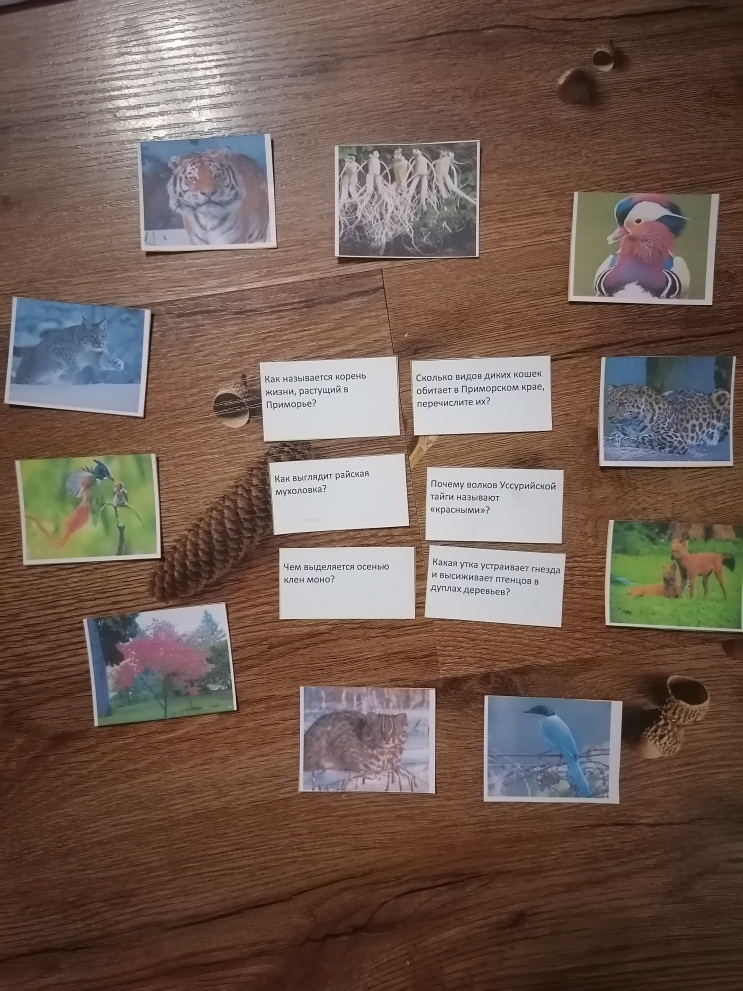 Как называется корень
жизни, растущий в
Приморье?
Сколько видов диких кошек
обитает в Приморском крае,
перечислите их?
Как выглядит райская
мухоловка?
Почему волков Уссурийской
тайги называют
«красными»?
Чем выделяется осенью
клен моно?
Какая утка устраивает гнезда
и высиживает птенцов в
дуплах деревьев?